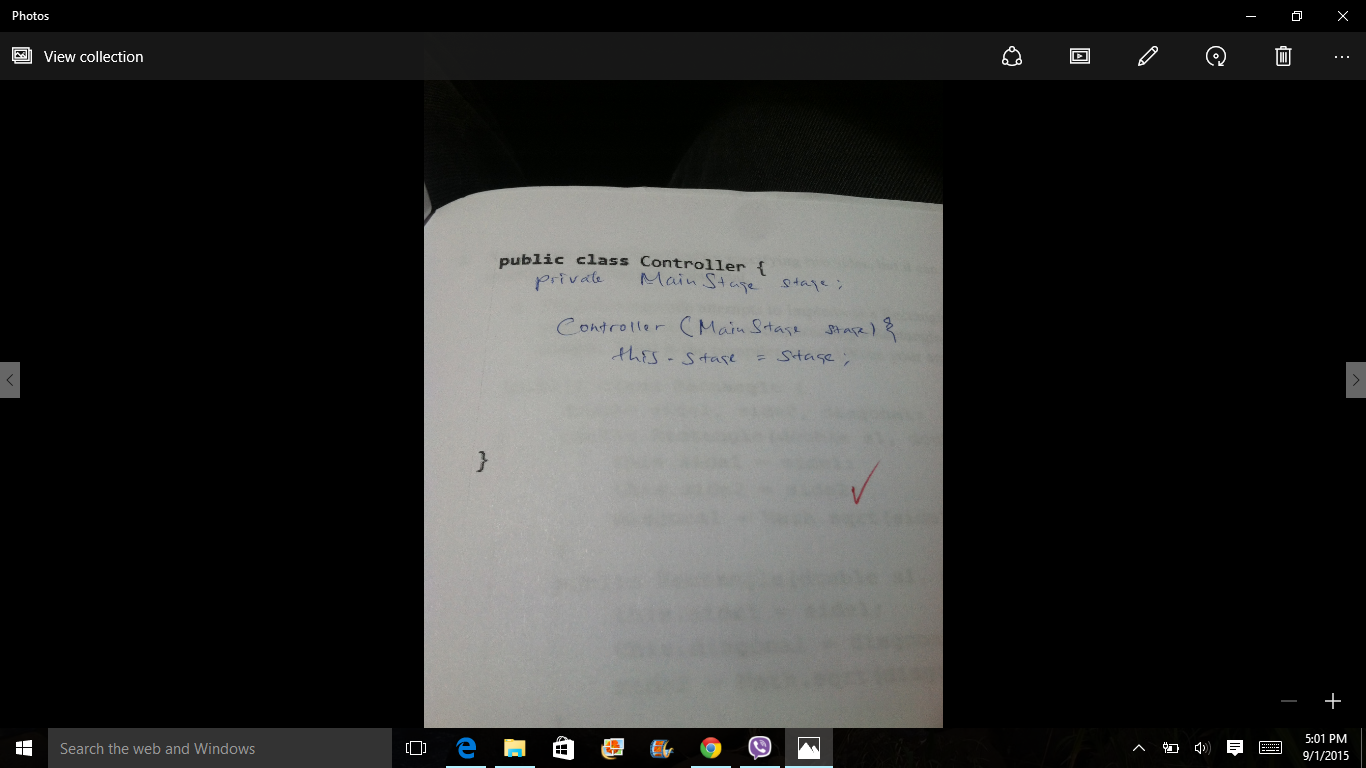 Photos
View collection
public class Controller {
private MainStage stage;
Controller (MainStage stage) {
this.stage = stage;
}
Search the web and Windows
5:01 PM
9/1/2015